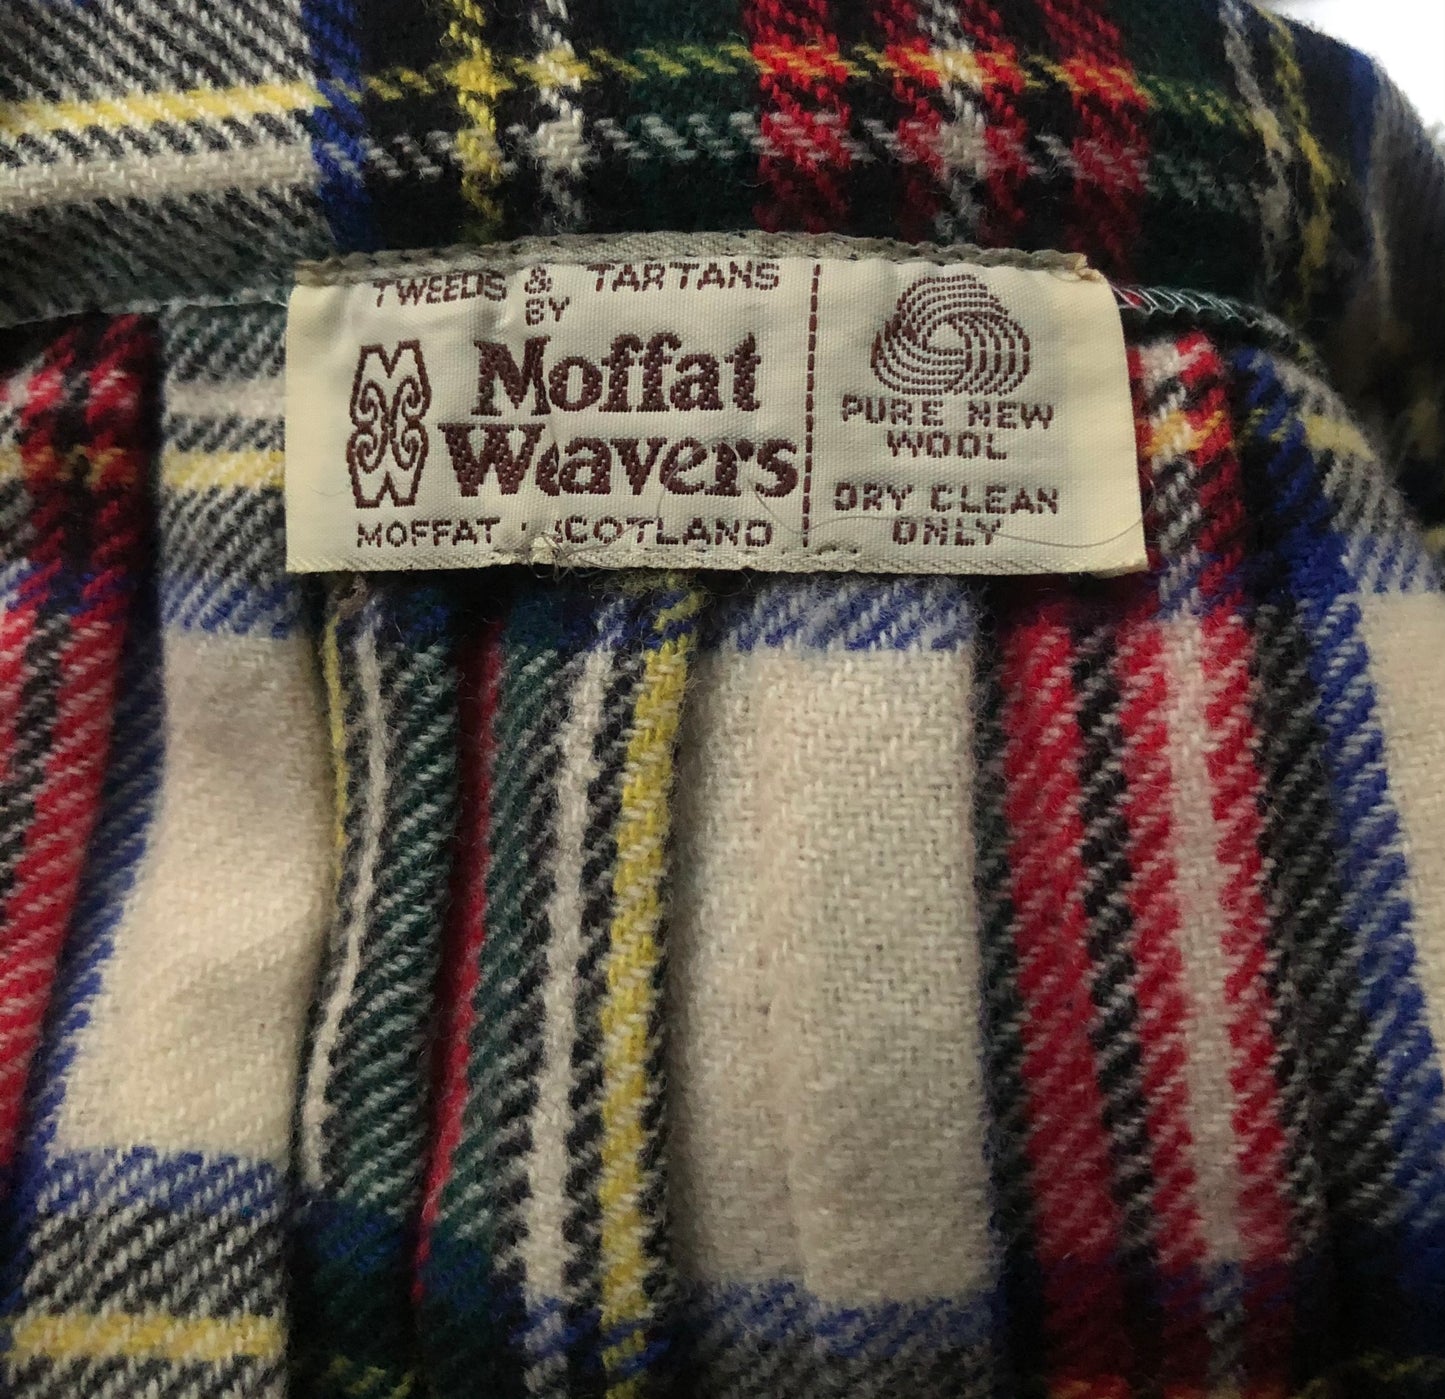 TWEEDS & TARTANS
BY
Moffat
Weavers
MOFFAT SCOTLAND
PURE NEW
WOOL
DRY CLEAN
ONLY